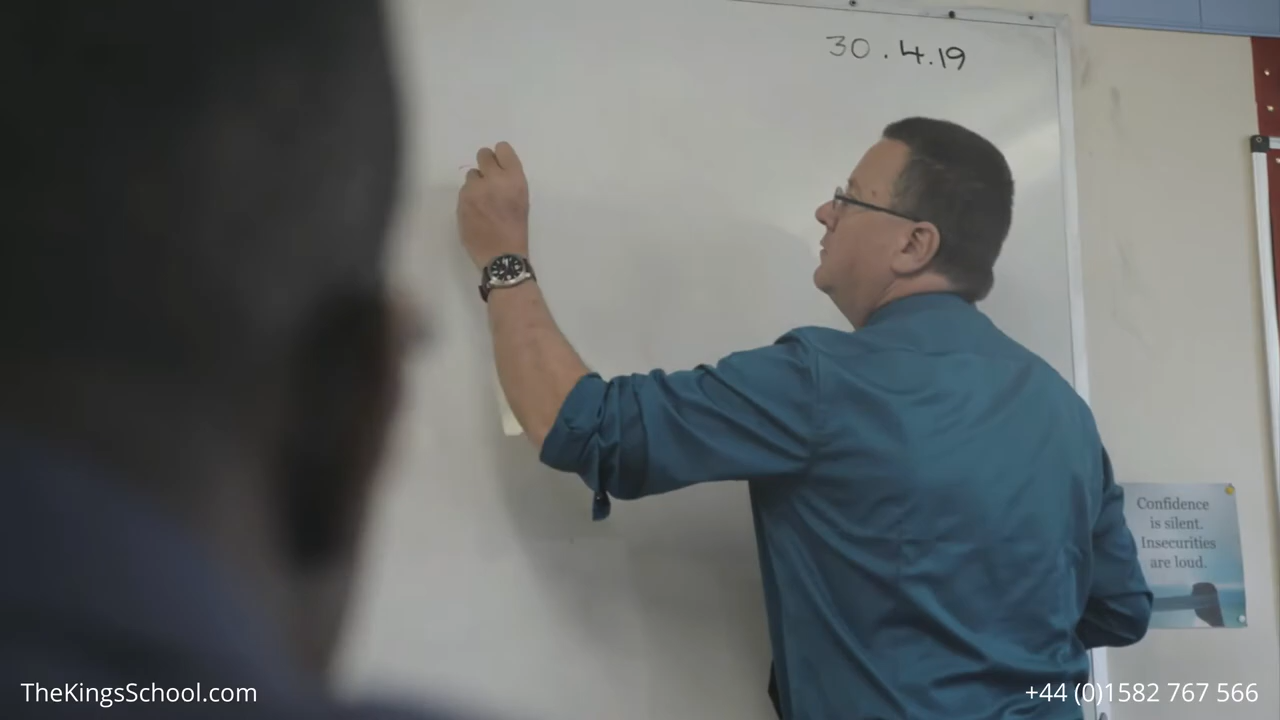 30.4.19
Confidence
is silent.
Insecurities
are loud.
TheKingsSchool.com
+44 (0)1582 767 566